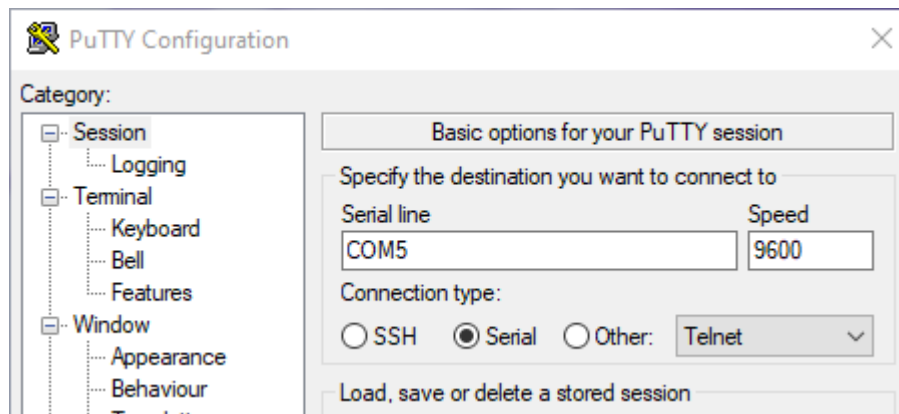 PuTTY Configuration
Category:
Session
Logging
Terminal
Keyboard
Bell
Features
Window
Appearance
Behaviour
Basic options for your PuTTY session
Specify the destination you want to connect to
Serial line Speed
COM5 9600
Connection type:
SSH Serial Other: Telnet
Load, save or delete a stored session